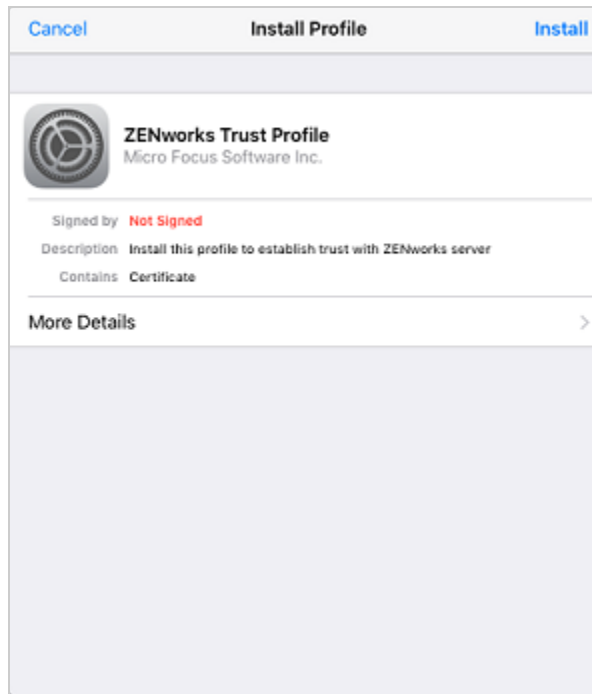 Cancel Install Profile Install
ZENworks Trust Profile
Micro Focus Software Inc.
Signed by Not Signed
Description Install this profile to establish trust with ZENworks server
Contains Certificate
More Details